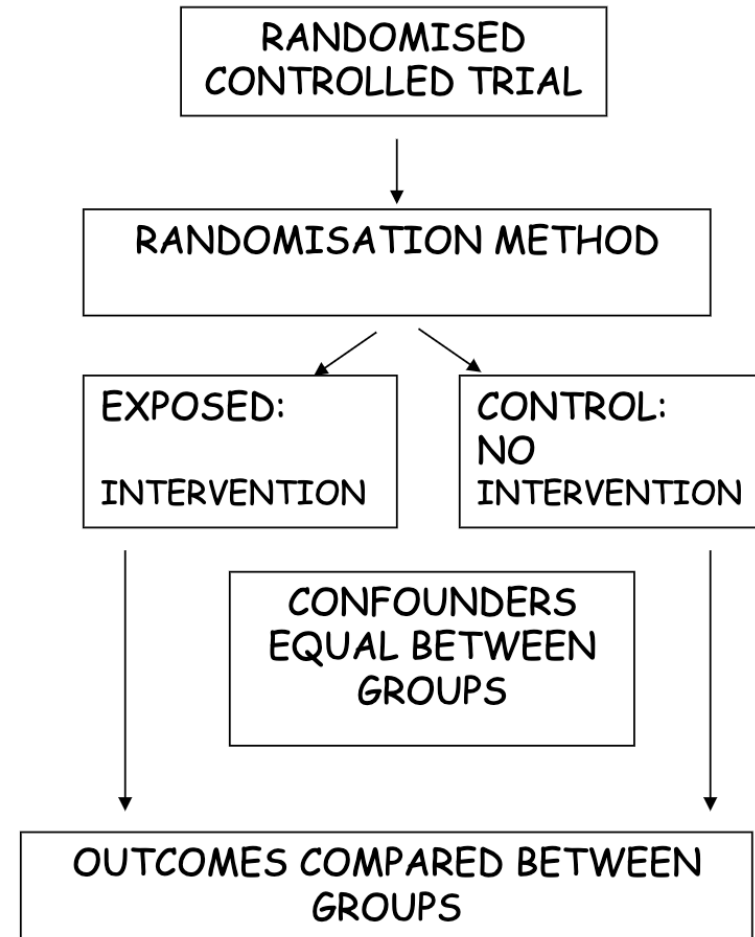 RANDOMISED
CONTROLLED TRIAL
RANDOMISATION METHOD
EXPOSED:
INTERVENTION
CONTROL:
NO
INTERVENTION
CONFOUNDERS
EQUAL BETWEEN
GROUPS
OUTCOMES COMPARED BETWEEN
GROUPS